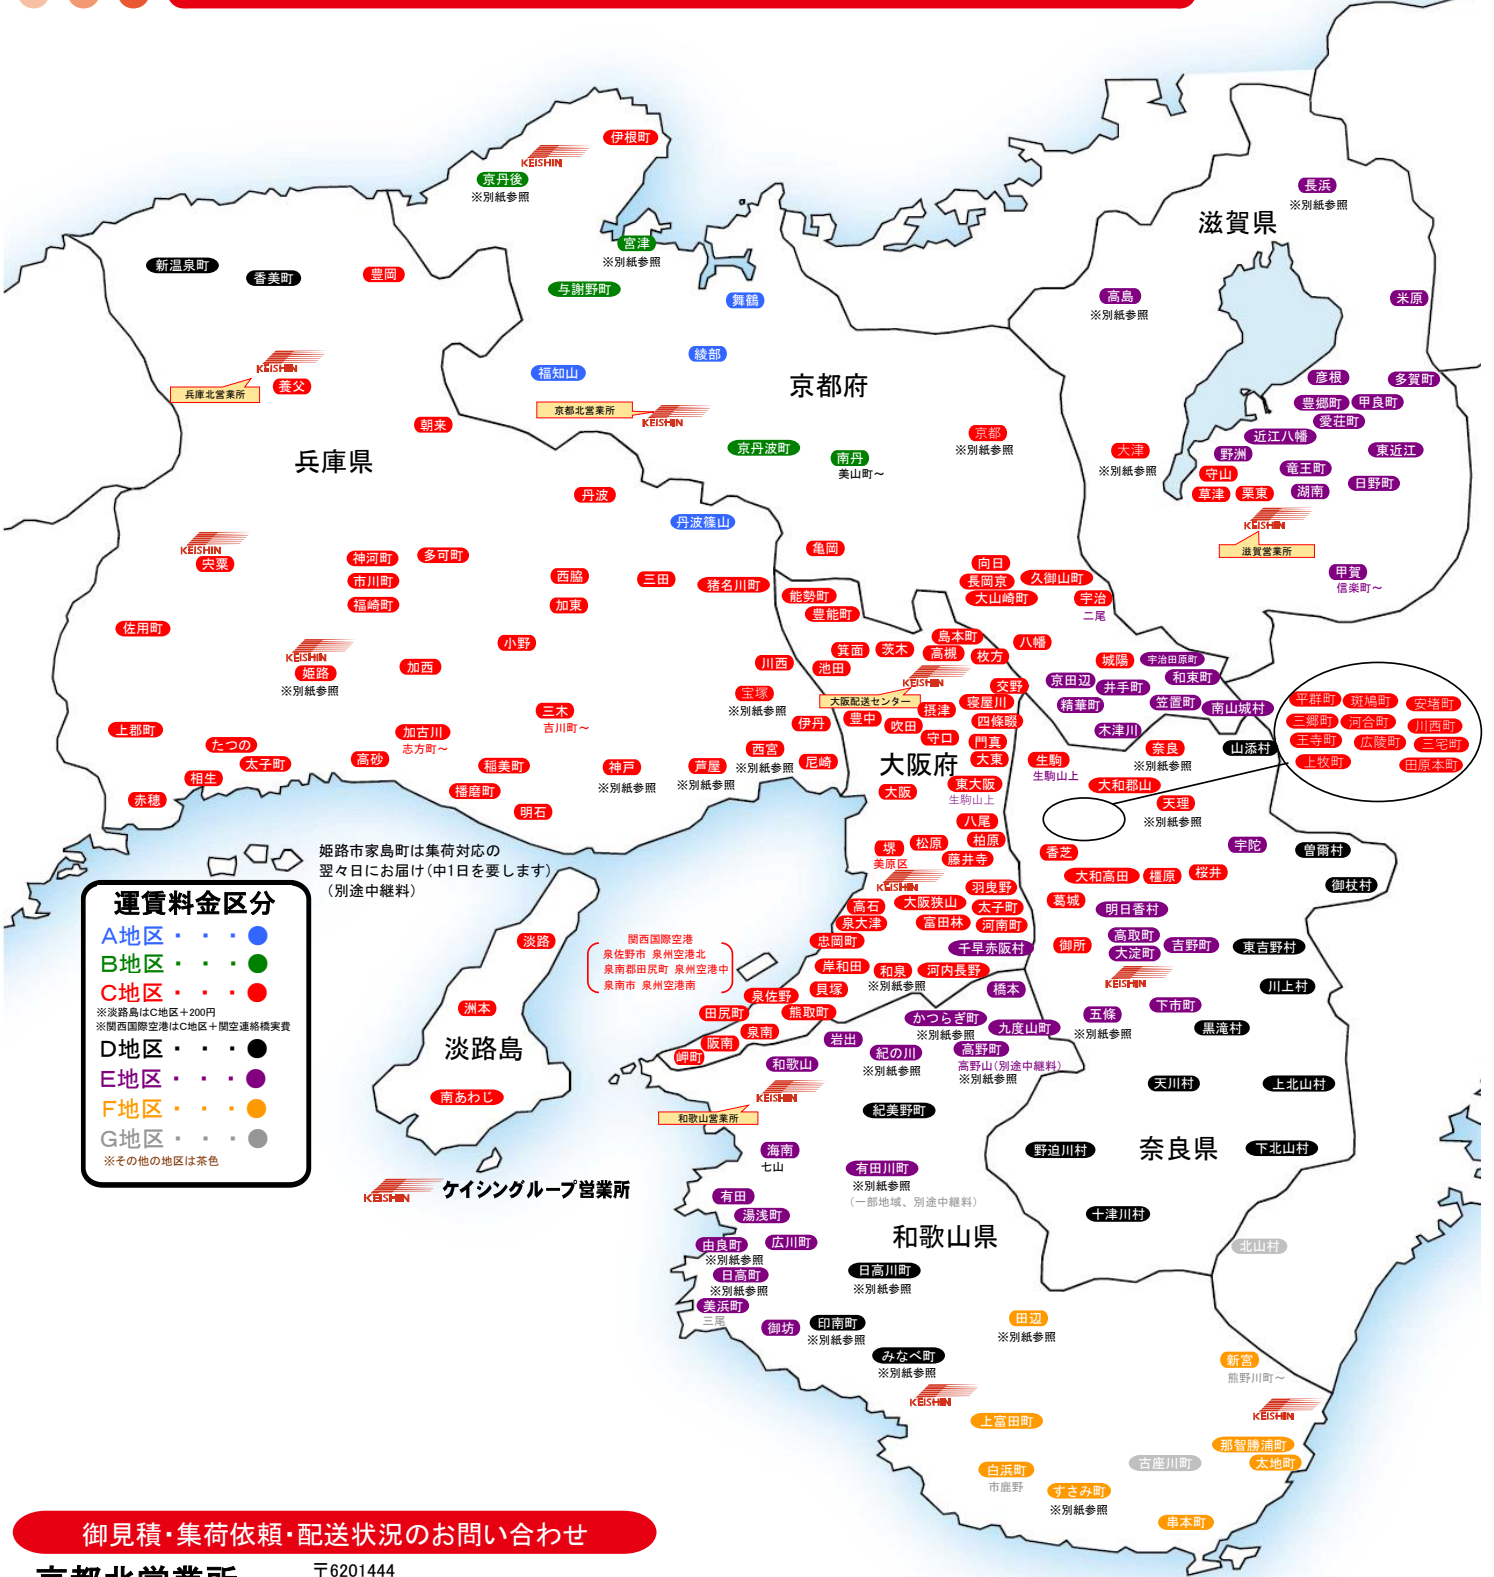 伊根町
KEISHIN
京丹後
※別紙参照
長浜
※別紙参照
滋賀県
宮津
※別紙参照
新温泉町
香美町
豊岡
与謝野町
舞鶴
高島
※別紙参照
米原
綾部
福知山
京都府
KEISHIN
養父
兵庫北営業所
京都北営業所
KEISHIN
彦根
多賀町
豊郷町
甲良町
愛荘町
朝来
京都
※別紙参照
近江八幡
大津
※別紙参照
野洲
東近江
兵庫県
京丹波町
南丹
美山町～
守山
竜王町
日野町
草津
栗東
湖南
丹波
丹波篠山
KEISHIN
滋賀営業所
KEISHIN
宍粟
神河町
多可町
亀岡
向日
甲賀
信楽町～
市川町
西脇
三田
猪名川町
長岡京
久御山町
福崎町
加東
能勢町
大山崎町
宇治
二尾
豊能町
佐用町
小野
島本町
八幡
KEISHIN
姫路
※別紙参照
加西
川西
箕面
茨木
高槻
枚方
城陽
宇治田原町
池田
KEISHIN
京田辺
井手町
和束町
宝塚
※別紙参照
大阪配送センター
交野
精華町
笠置町
南山城村
平群町
斑鳩町
安堵町
三郷町
河合町
川西町
王寺町
広陵町
三宅町
上牧町
田原本町
三木
吉川町～
寝屋川
摂津
上郡町
加古川
志方町～
伊丹
豊中
吹田
四條畷
木津川
たつの
守口
門真
奈良
※別紙参照
山添村
太子町
高砂
稲美町
神戸
※別紙参照
芦屋
※別紙参照
西宮
※別紙参照
尼崎
大阪府
大東
生駒
生駒山上
相生
播磨町
大阪
東大阪
生駒山上
大和郡山
赤穂
明石
天理
※別紙参照
八尾
堺
美原区
松原
柏原
藤井寺
香芝
宇陀
曽爾村
姫路市家島町は集荷対応の
翌々日にお届け(中1日を要します)
（別途中継料）
KEISHIN
大和高田
橿原
桜井
御杖村
羽曳野
運賃料金区分
A地区・・・●
B地区・・・●
C地区・・・●
※淡路島はC地区＋200円
※関西国際空港はC地区＋関空連絡橋実費
D地区・・・●
E地区・・・●
F地区・・・●
G地区・・・●
※その他の地区は茶色
高石
大阪狭山
太子町
葛城
明日香村
泉大津
富田林
河南町
淡路
関西国際空港
泉佐野市 泉州空港北
泉南郡田尻町 泉州空港中
泉南市 泉州空港南
忠岡町
千早赤阪村
御所
高取町
吉野町
東吉野村
大淀町
岸和田
和泉
※別紙参照
河内長野
KEISHIN
川上村
洲本
泉佐野
貝塚
橋本
田尻町
熊取町
五條
※別紙参照
下市町
黒滝村
淡路島
阪南
泉南
かつらぎ町
※別紙参照
九度山町
岬町
岩出
紀の川
※別紙参照
高野町
高野山(別途中継料)
※別紙参照
和歌山
南あわじ
KEISHIN
和歌山営業所
紀美野町
天川村
上北山村
海南
七山
野迫川村
奈良県
下北山村
KEISHIN
ケイシングループ営業所
有田川町
※別紙参照
（一部地域、別途中継料）
有田
湯浅町
十津川村
和歌山県
由良町
※別紙参照
広川町
北山村
日高町
※別紙参照
日高川町
※別紙参照
美浜町
三尾
御坊
印南町
※別紙参照
田辺
※別紙参照
みなべ町
※別紙参照
新宮
熊野川町～
KEISHIN
KEISHIN
上富田町
那智勝浦町
白浜町
市鹿野
古座川町
太地町
すさみ町
※別紙参照
串本町
御見積・集荷依頼・配送状況のお問い合わせ
京都北営業所
〒6201444